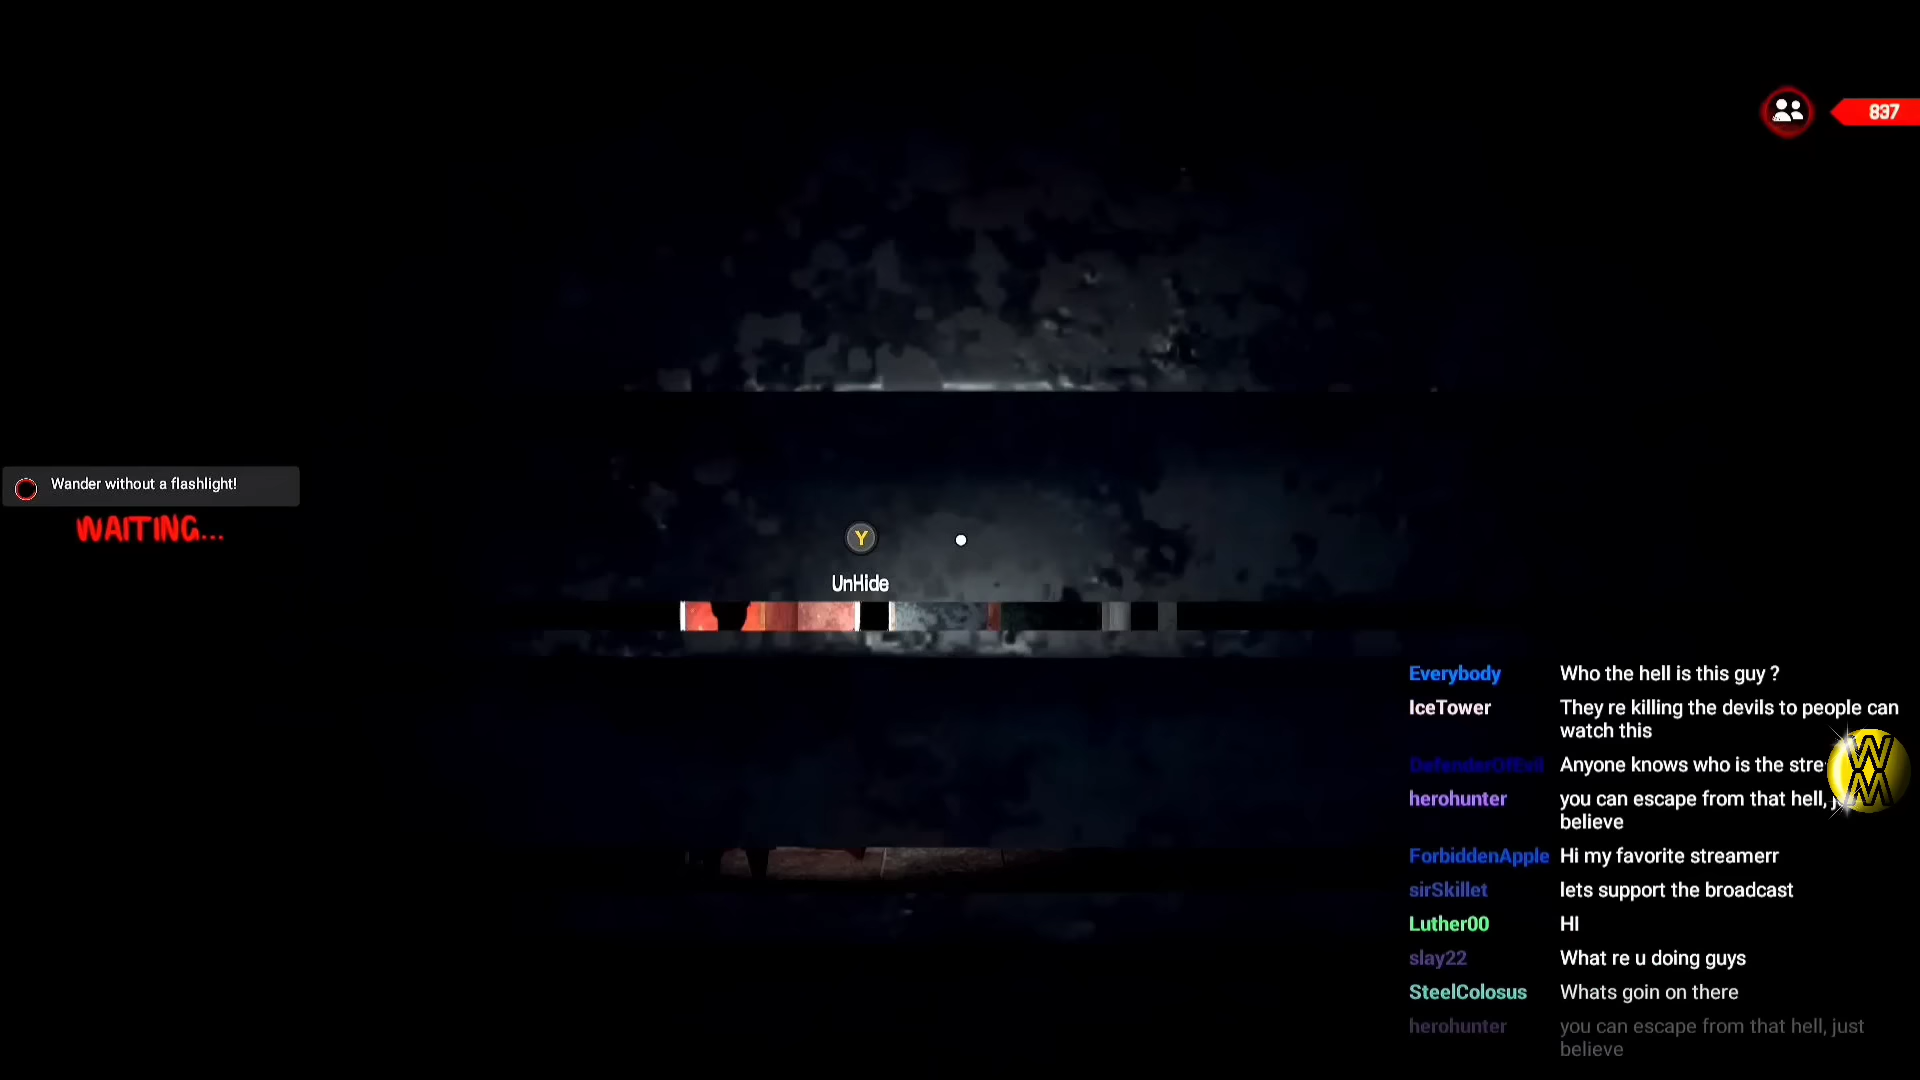 837
Wander without a flashlight!
WAITING...
Y
UnHide
Everybody Who the hell is this guy ?
IceTower They re killing the devils to people can
watch this
DefenderOfEvil Anyone knows who is the stre
herohunter you can escape from that hell,
believe
ForbiddenApple Hi my favorite streamerr
sirSkillet lets support the broadcast
Luther00 HI
slay22 What re u doing guys
SteelColosus Whats goin on there
herohunter you can escape from that hell, just
believe
WM